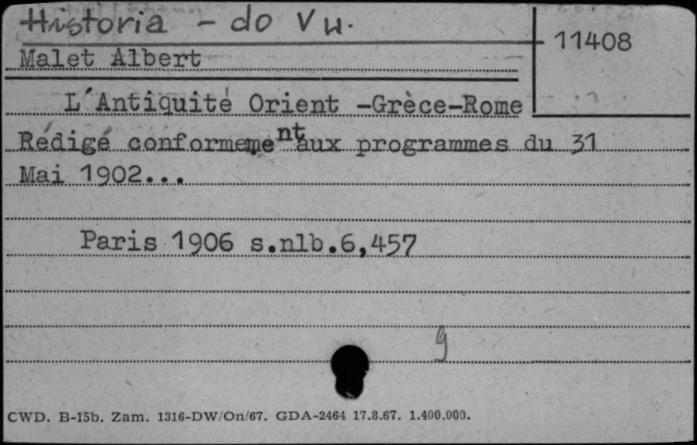 Historia - do V w.
11408
Malet Albert
L'Antiquité Orient -Grèce-Rome
Rédigé conformement aux programmes du 31
Mai 1902...
Paris 1906 s.nlb.6,457
9
CWD. B-15b. Zam. 1316-DW/On/67. GDA-2464 17.8.67. 1.400.000.